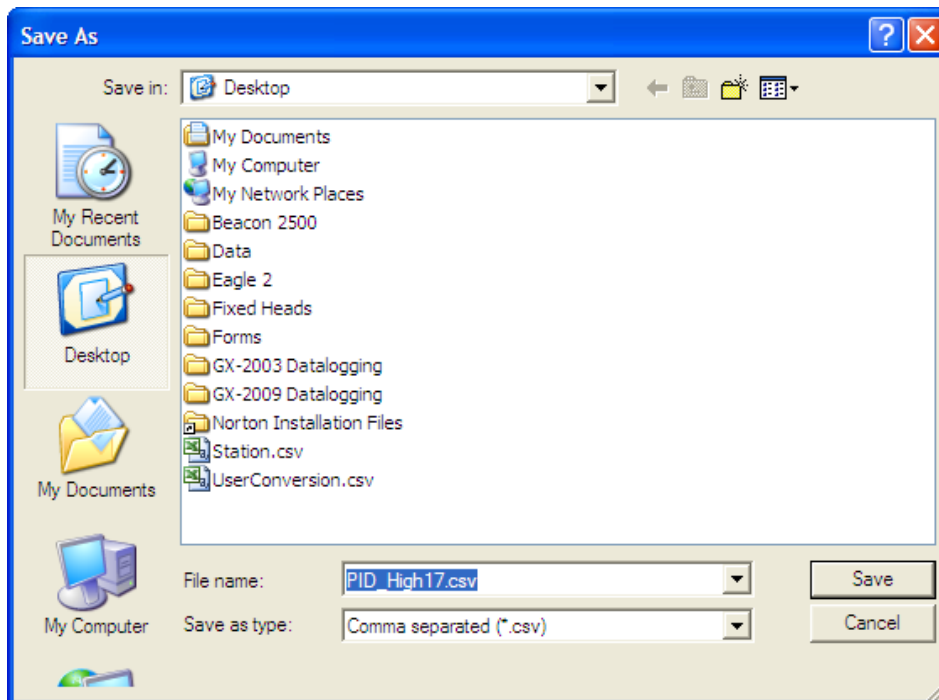 Save As
Save in:
Desktop
My Recent
Documents
Desktop
My Documents
My Computer
My Documents
My Computer
My Network Places
Beacon 2500
Data
Eagle 2
Fixed Heads
Forms
GX-2003 Datalogging
GX-2009 Datalogging
Norton Installation Files
Station.csv
UserConversion.csv
File name:
PID_High17.csv
Save
Save as type:
Comma separated (*.csv)
Cancel